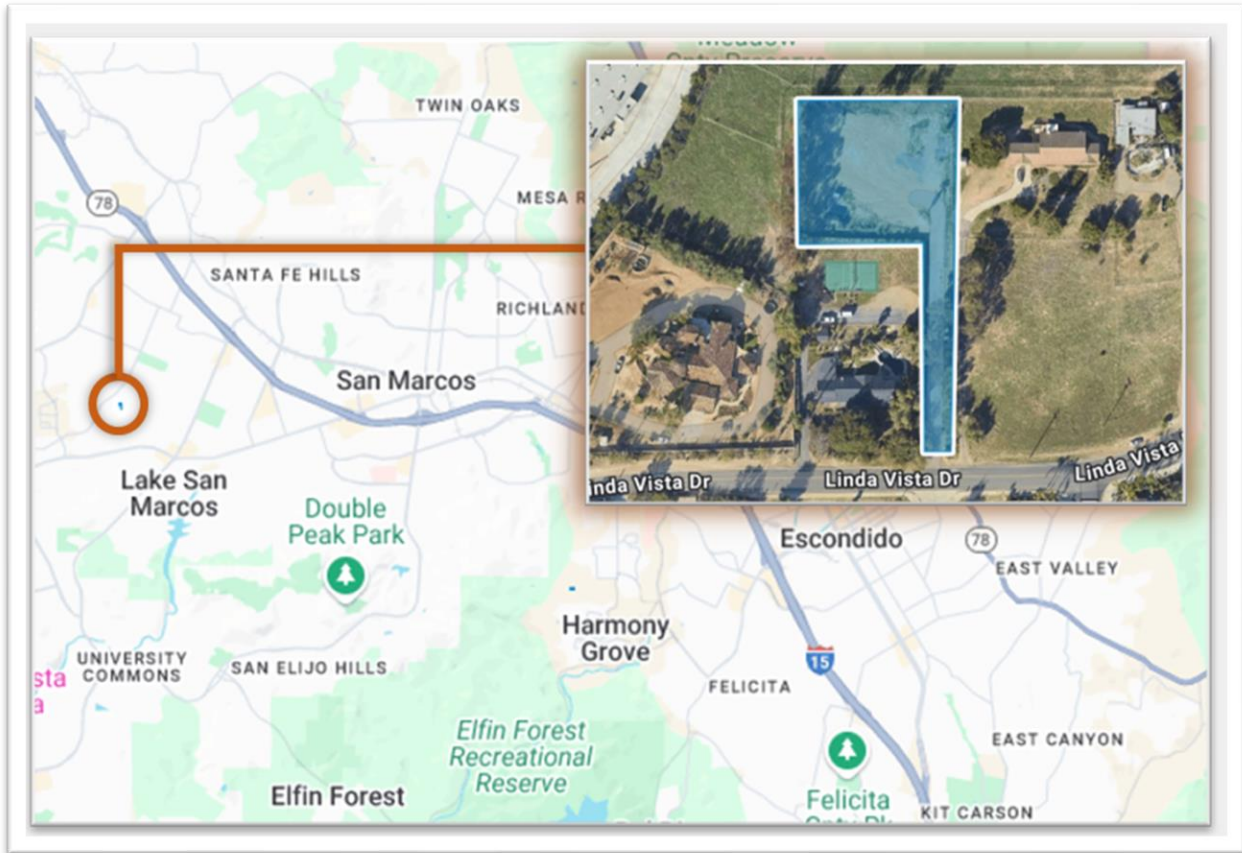 TWIN OAKS
78
MESA R
SANTA FE HILLS
RICHLAND
San Marcos
Lake San
Marcos
Double
Peak Park
UNIVERSITY
COMMONS
SAN ELIJO HILLS
sta
a
Harmony
Grove
Escondido
78
EAST VALLEY
15
FELICITA
Elfin Forest
Recreational
Reserve
EAST CANYON
Elfin Forest
Felicita
KIT CARSON
inda Vista Dr
Linda Vista Dr
Linda Vista